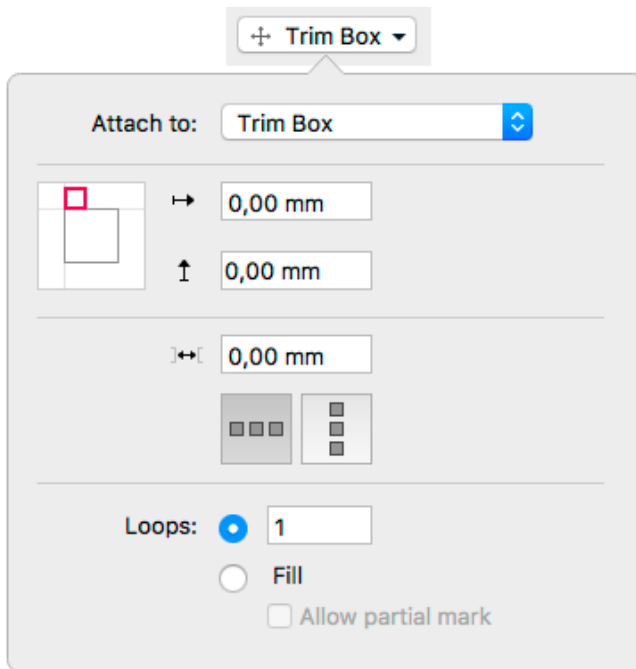 Trim Box
Attach to: Trim Box
0,00 mm
0,00 mm
0,00 mm
Loops: 1
Fill
Allow partial mark